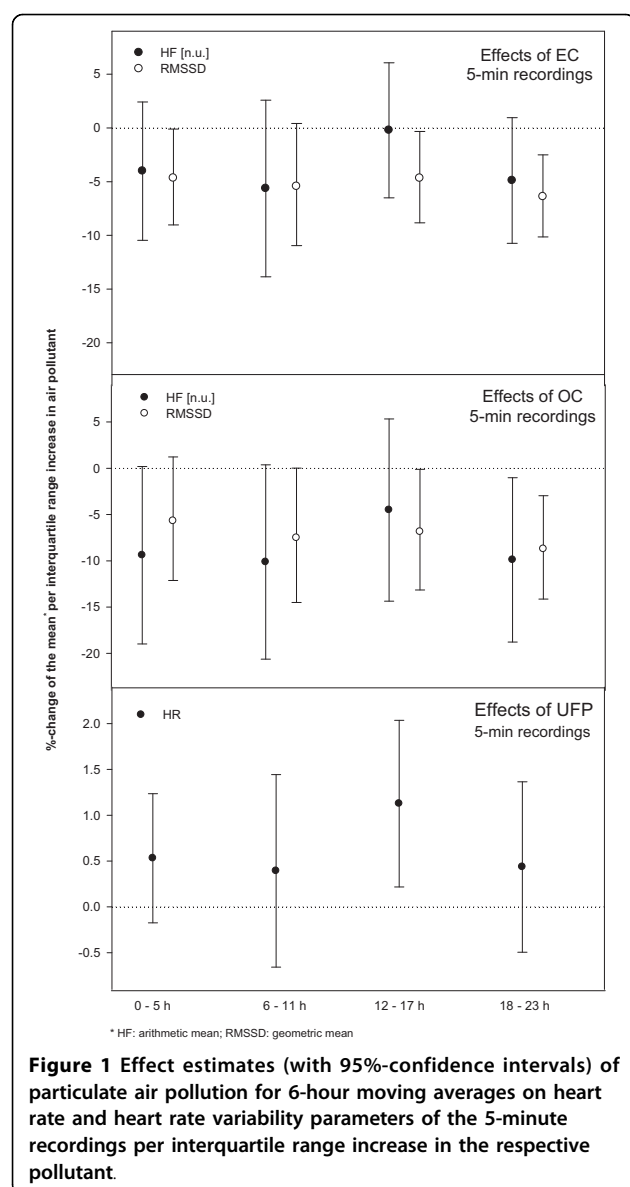 HF [n.u.]
RMSSD
Effects of EC
5-min recordings
5
0
-5
-10
-15
-20
HF [n.u.]
RMSSD
Effects of OC
5-min recordings
5
0
-5
-10
-15
-20
%-change of the mean* per interquartile range increase in air pollutant
HR
Effects of UFP
5-min recordings
2.0
1.5
1.0
0.5
0.0
-0.5
0 - 5 h 6 - 11 h 12 - 17 h 18 - 23 h
* HF: arithmetic mean; RMSSD: geometric mean
Figure 1 Effect estimates (with 95%-confidence intervals) of
particulate air pollution for 6-hour moving averages on heart
rate and heart rate variability parameters of the 5-minute
recordings per interquartile range increase in the respective
pollutant.